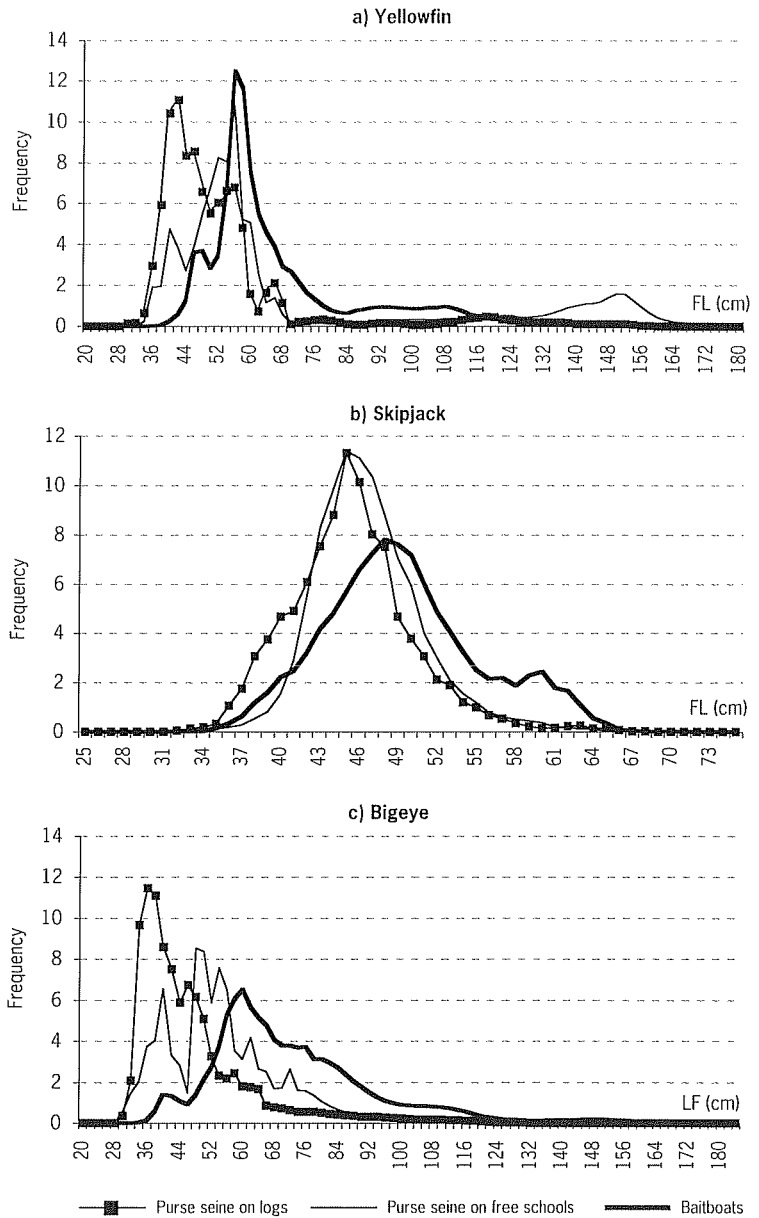 a) Yellowfin
14
12
10
8
6
4
2
0
Frequency
FL (cm)
20 28 36 44 52 60 68 76 84 92 100 108 116 124 132 140 148 156 164 172 180
b) Skipjack
12
10
8
6
4
2
0
Frequency
FL (cm)
25 28 31 34 37 40 43 46 49 52 55 58 61 64 67 70 73
c) Bigeye
14
12
10
8
6
4
2
0
Frequency
LF (cm)
20 28 36 44 52 60 68 76 84 92 100 108 116 124 132 140 148 156 164 172 180
Purse seine on logs Purse seine on free schools Baitboats